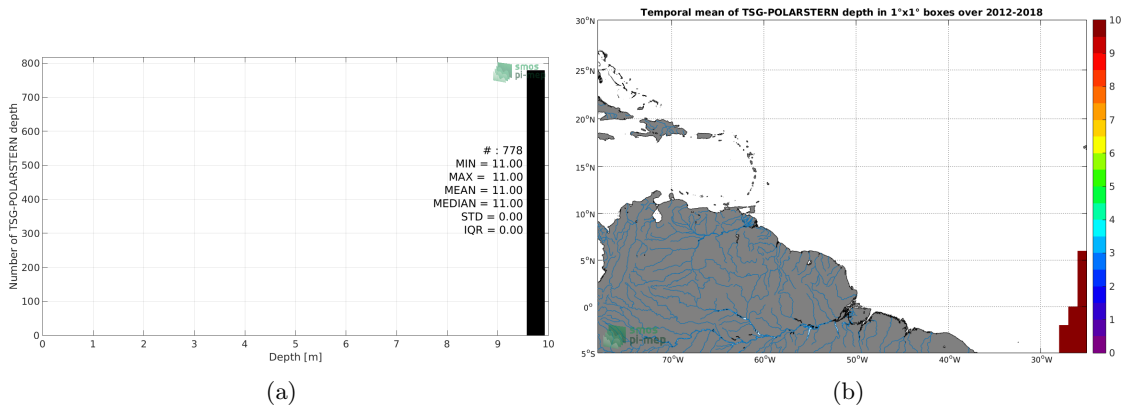 Temporal mean of TSG-POLARSTERN depth in 1°x1° boxes over 2012-2018
smos
pi-map
Number of TSG-POLARSTERN depth
800
700
600
500
400
300
200
100
0
# : 778
MIN = 11.00
MAX = 11.00
MEAN = 11.00
MEDIAN = 11.00
STD = 0.00
IQR = 0.00
0 1 2 3 4 5 6 7 8 9 10
Depth [m]
(a)
30°N
25°N
20°N
15°N
10°N
5°N
0°
5°S
70°W 60°W 50°W 40°W 30°W
smos
pi-map
10
9
8
7
6
5
4
3
2
1
0
(b)